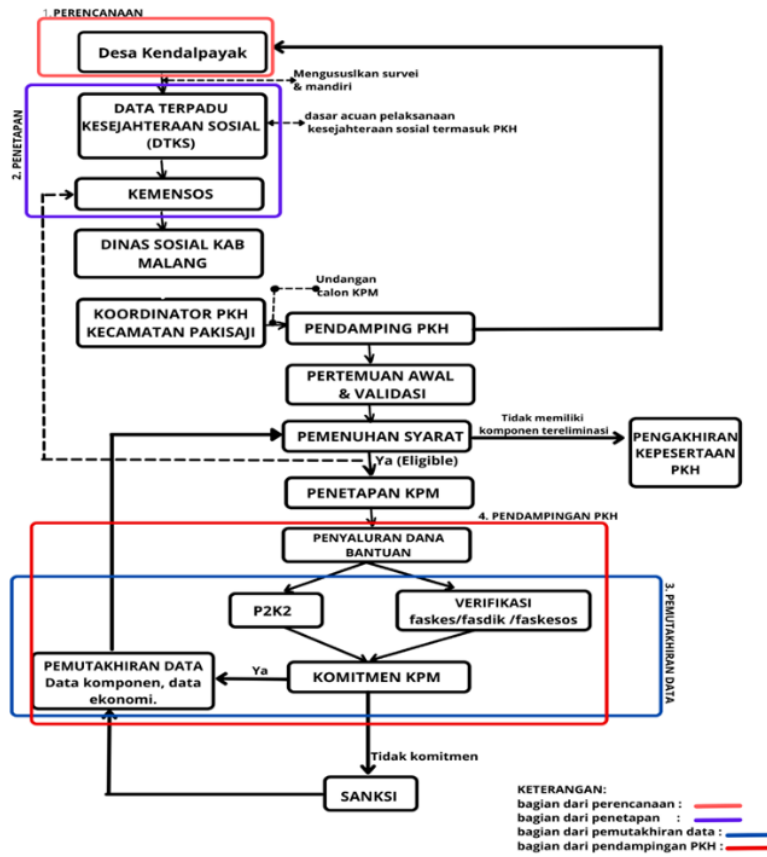 1. PERENCANAAN
Desa Kendalpayak
Mengususlkan survei
& mandiri
2. PENETAPAN
DATA TERPADU
KESEJAHTERAAN SOSIAL
(DTKS)
dasar acuan pelaksanaan
kesejahteraan sosial termasuk PKH
KEMENSOS
DINAS SOSIAL KAB
MALANG
Undangan
calon KPM
KOORDINATOR PKH
KECAMATAN PAKISAJI
PENDAMPING PKH
PERTEMUAN AWAL
& VALIDASI
PEMENUHAN SYARAT
Tidak memiliki
komponen tereliminasi
PENGAKHIRAN
KEPESERTAAN
PKH
Ya (Eligible)
PENETAPAN KPM
4. PENDAMPINGAN PKH
PENYALURAN DANA
BANTUAN
3. PEMUTAKHIRAN DATA
P2K2
VERIFIKASI
faskes/fasdik /faskesos
PEMUTAKHIRAN DATA
Data komponen, data
ekonomi.
Ya
KOMITMEN KPM
Tidak komitmen
SANKSI
KETERANGAN:
bagian dari perencanaan :
bagian dari penetapan :
bagian dari pemutakhiran data :
bagian dari pendampingan PKH :